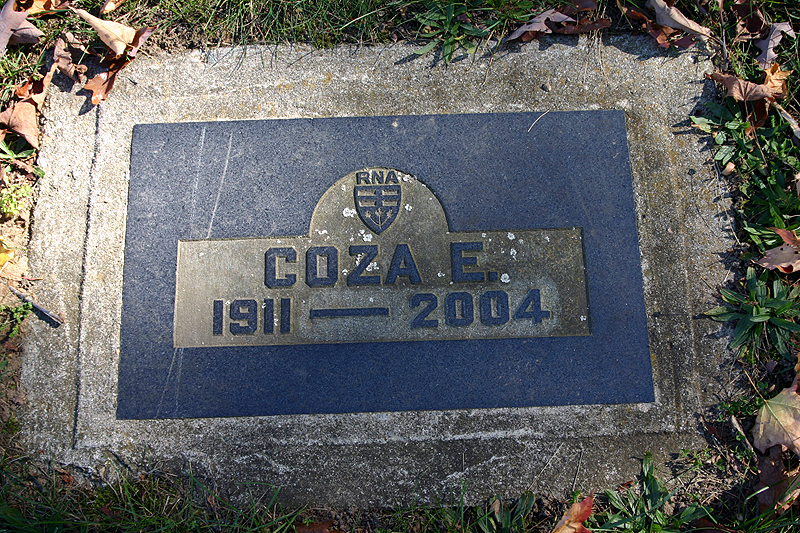 RNA
COZA E.
1911 — 2004